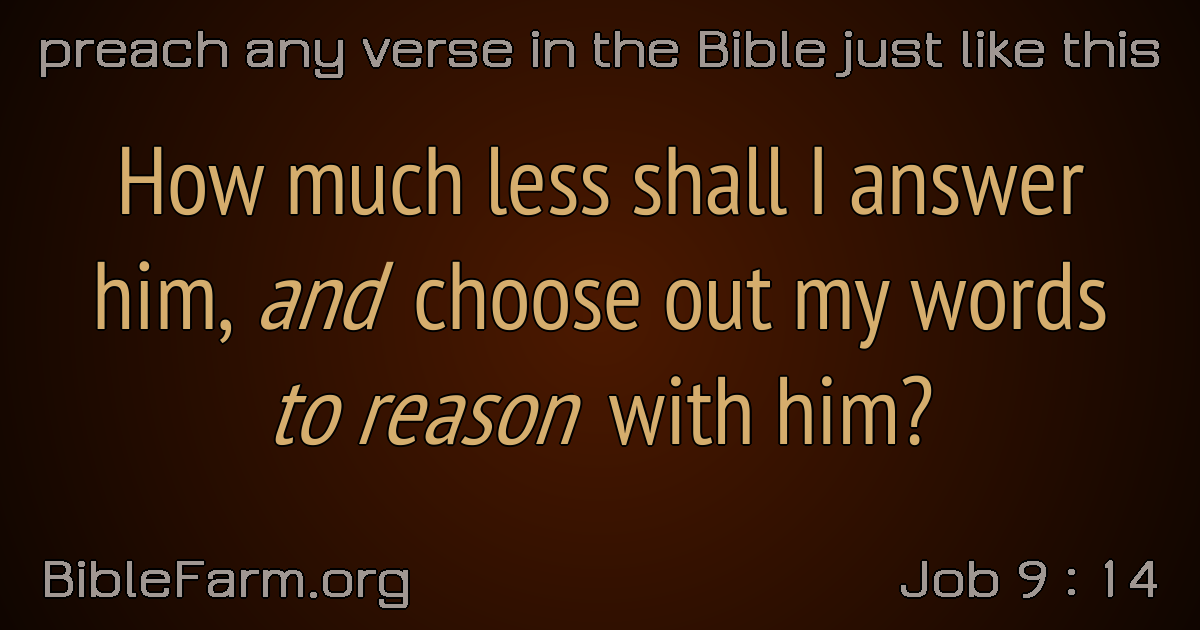 preach any verse in the Bible just like this
How much less shall I answer
him, and choose out my words
to reason with him?
BibleFarm.org
Job 9 : 14